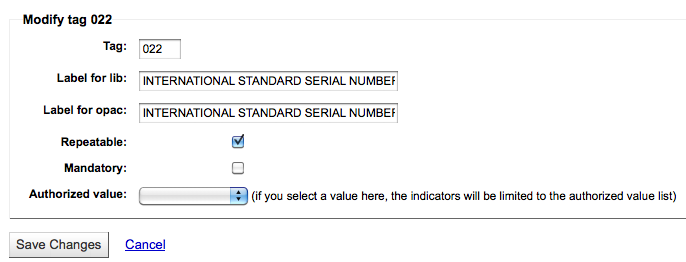 Modify tag 022
Tag: 022
Label for lib: INTERNATIONAL STANDARD SERIAL NUMBER
Label for opac: INTERNATIONAL STANDARD SERIAL NUMBER
Repeatable:
Mandatory:
Authorized value: (if you select a value here, the indicators will be limited to the authorized value list)
Save Changes Cancel